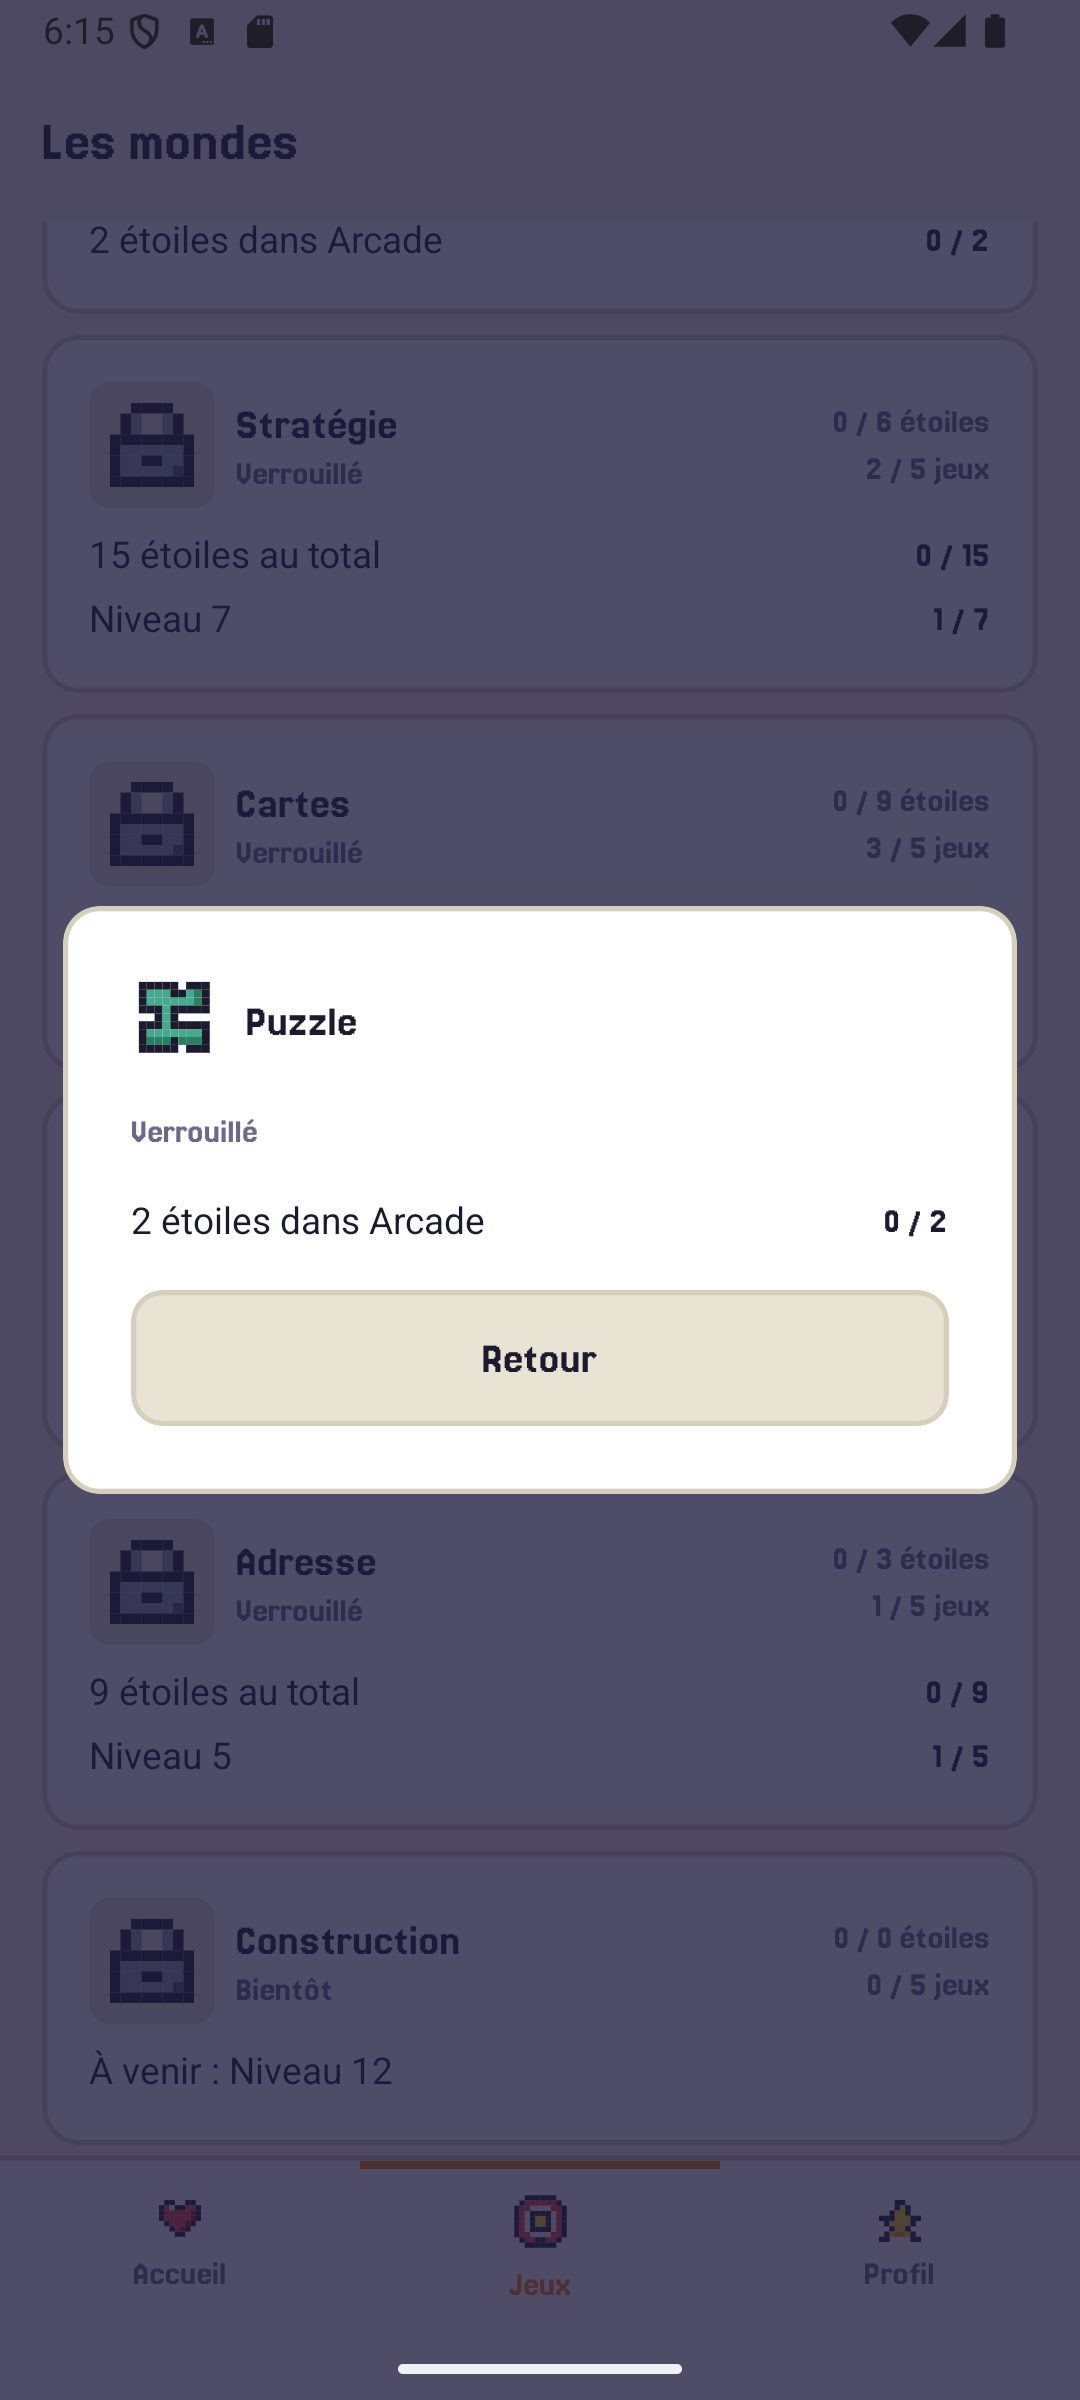 6:15
Les mondes
2 étoiles dans Arcade 0 / 2
Stratégie 0 / 6 étoiles
Verrouillé 2 / 5 jeux
15 étoiles au total 0 / 15
Niveau 7 1 / 7
Cartes 0 / 9 étoiles
Verrouillé 3 / 5 jeux
Puzzle
Verrouillé
2 étoiles dans Arcade 0 / 2
Retour
Adresse 0 / 3 étoiles
Verrouillé 1 / 5 jeux
9 étoiles au total 0 / 9
Niveau 5 1 / 5
Construction 0 / 0 étoiles
Bientôt 0 / 5 jeux
À venir : Niveau 12
Accueil Jeux Profil